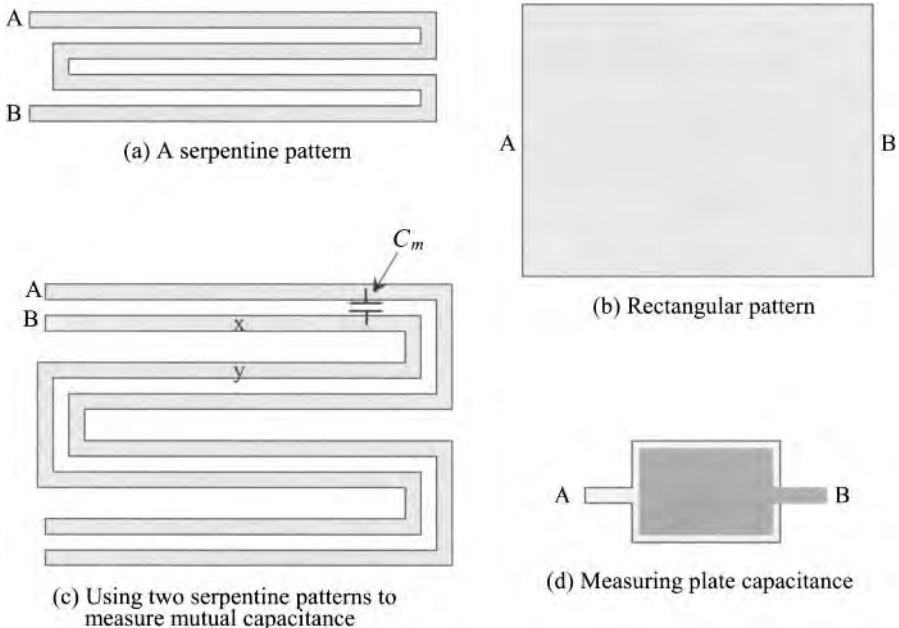 A
B
(a) A serpentine pattern
A
B
(b) Rectangular pattern
C_m
A
B
x
y
(c) Using two serpentine patterns to
measure mutual capacitance
A
B
(d) Measuring plate capacitance